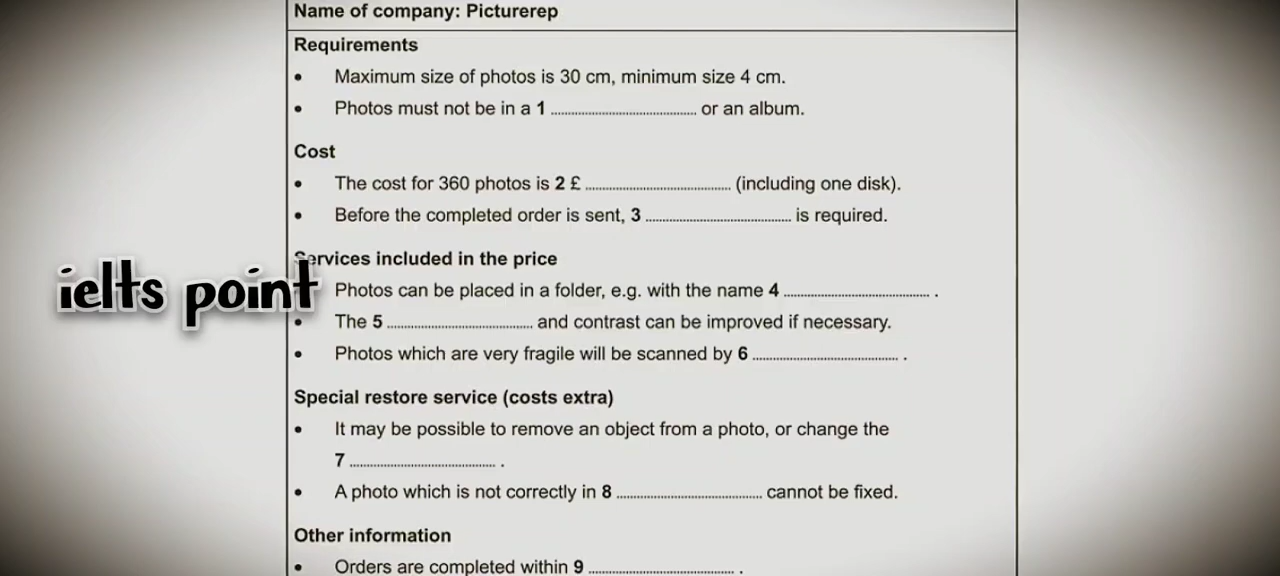 Name of company: Picturerep
Requirements
• Maximum size of photos is 30 cm, minimum size 4 cm.
• Photos must not be in a 1 .................................... or an album.
Cost
• The cost for 360 photos is 2 £ .................................... (including one disk).
• Before the completed order is sent, 3 .................................... is required.
Services included in the price
ielts point
Photos can be placed in a folder, e.g. with the name 4 .................................... .
• The 5 .................................... and contrast can be improved if necessary.
• Photos which are very fragile will be scanned by 6 .................................... .
Special restore service (costs extra)
• It may be possible to remove an object from a photo, or change the
7 .................................... .
• A photo which is not correctly in 8 .................................... cannot be fixed.
Other information
• Orders are completed within 9 .................................... .